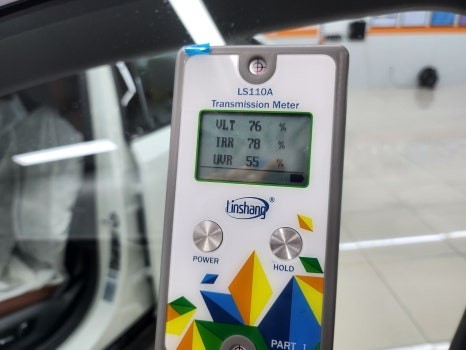 LS110A
Transmission Meter
VLT 76 %
IRR 78 %
UVR 55 %
Linshang
POWER
HOLD
PART I